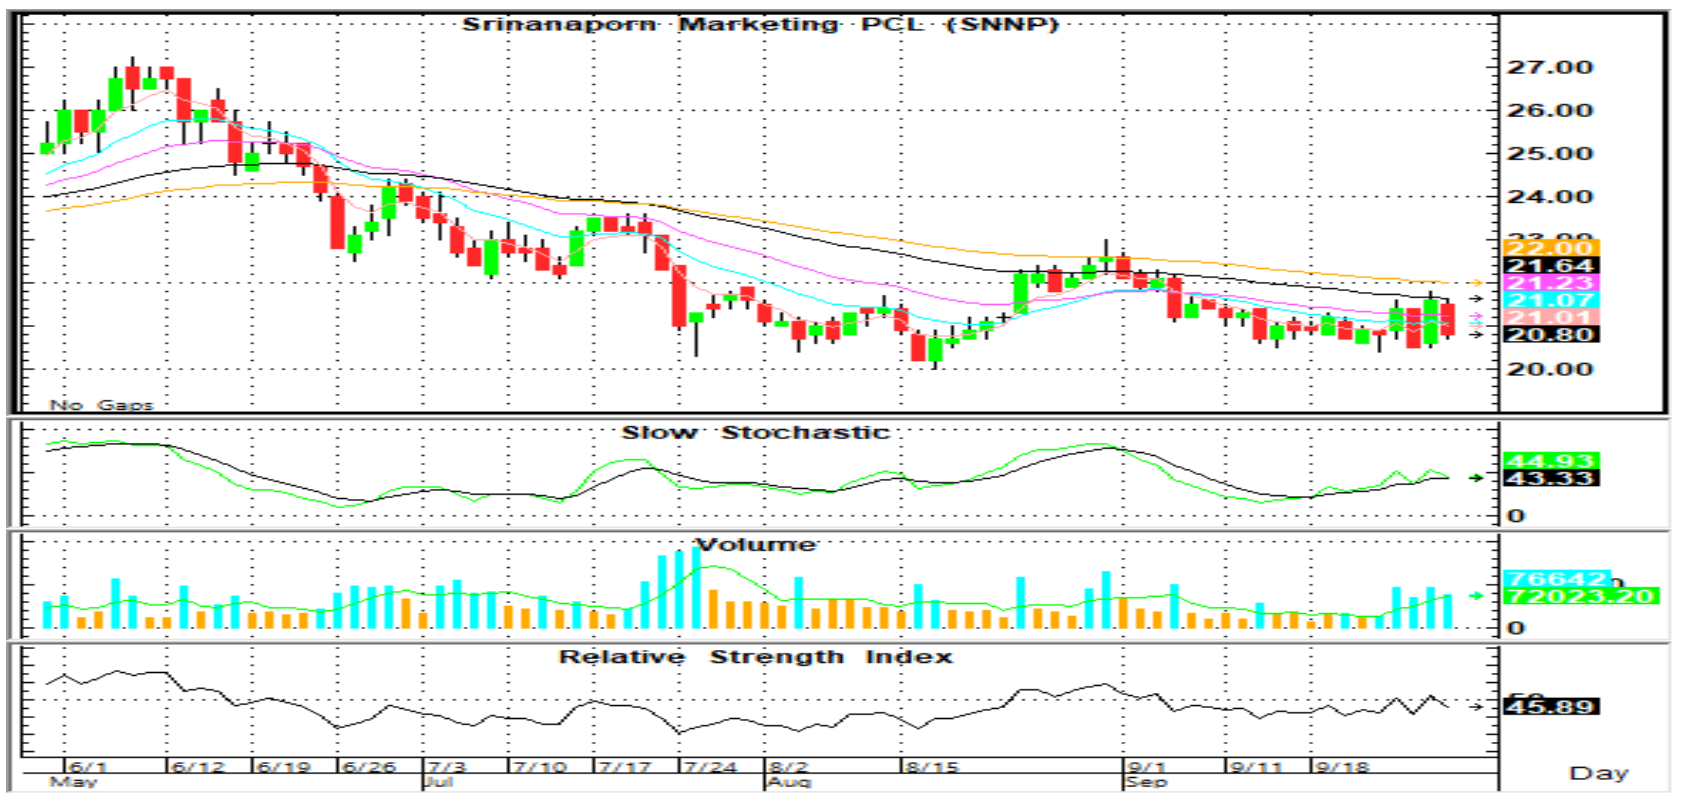 Srinanaporn Marketing PCL (SNNP)
27.00
26.00
25.00
24.00
23.00
22.00
21.64
21.23
21.07
21.01
20.80
20.00
No Gaps
Slow Stochastic
44.93
43.33
0
Volume
76642
72023.20
0
Relative Strength Index
50
45.89
6/1 6/12 6/19 6/26 7/3 7/10 7/17 7/24 8/2 8/15 9/1 9/11 9/18
May Jul Aug Sep Day